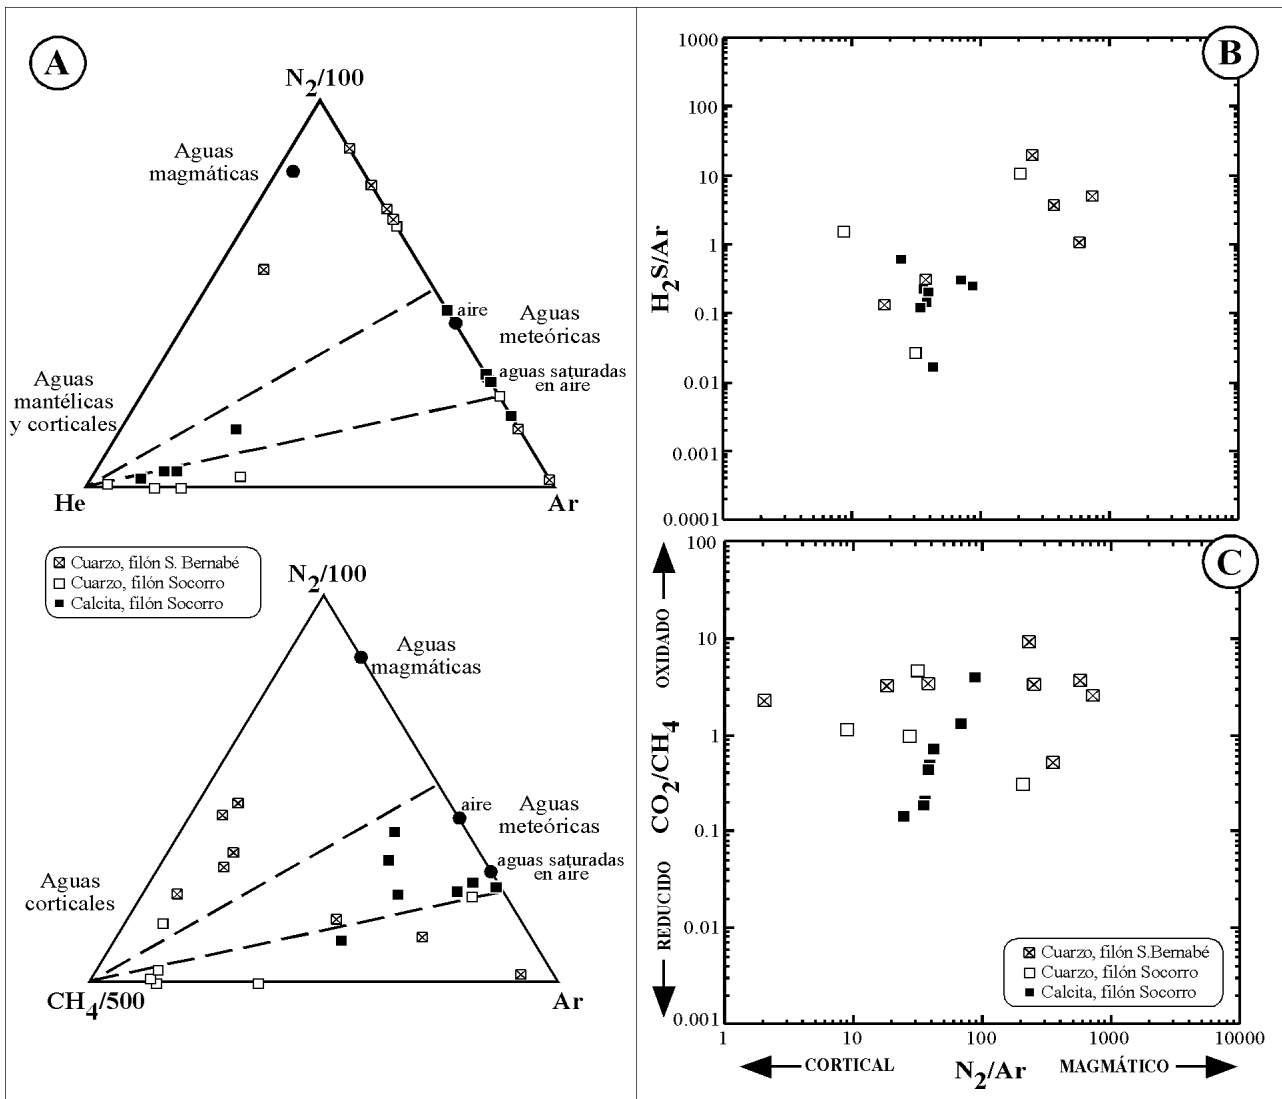 A
N2/100
Aguas
magmáticas
aire
Aguas
meteóricas
aguas saturadas
en aire
Aguas
mantélicas
y corticales
He
Ar
Cuarzo, filón S. Bernabé
Cuarzo, filón Socorro
Calcita, filón Socorro
N2/100
Aguas
magmáticas
aire
Aguas
meteóricas
aguas saturadas
en aire
Aguas
corticales
CH4/500
Ar
B
H2S/Ar
1000
100
10
1
0.1
0.01
0.001
0.0001
C
OXIDADO
CO2/CH4
REDUCIDO
100
10
1
0.1
0.01
0.001
Cuarzo, filón S.Bernabé
Cuarzo, filón Socorro
Calcita, filón Socorro
1
10
100
1000
10000
CORTICAL
N2/Ar
MAGMÁTICO